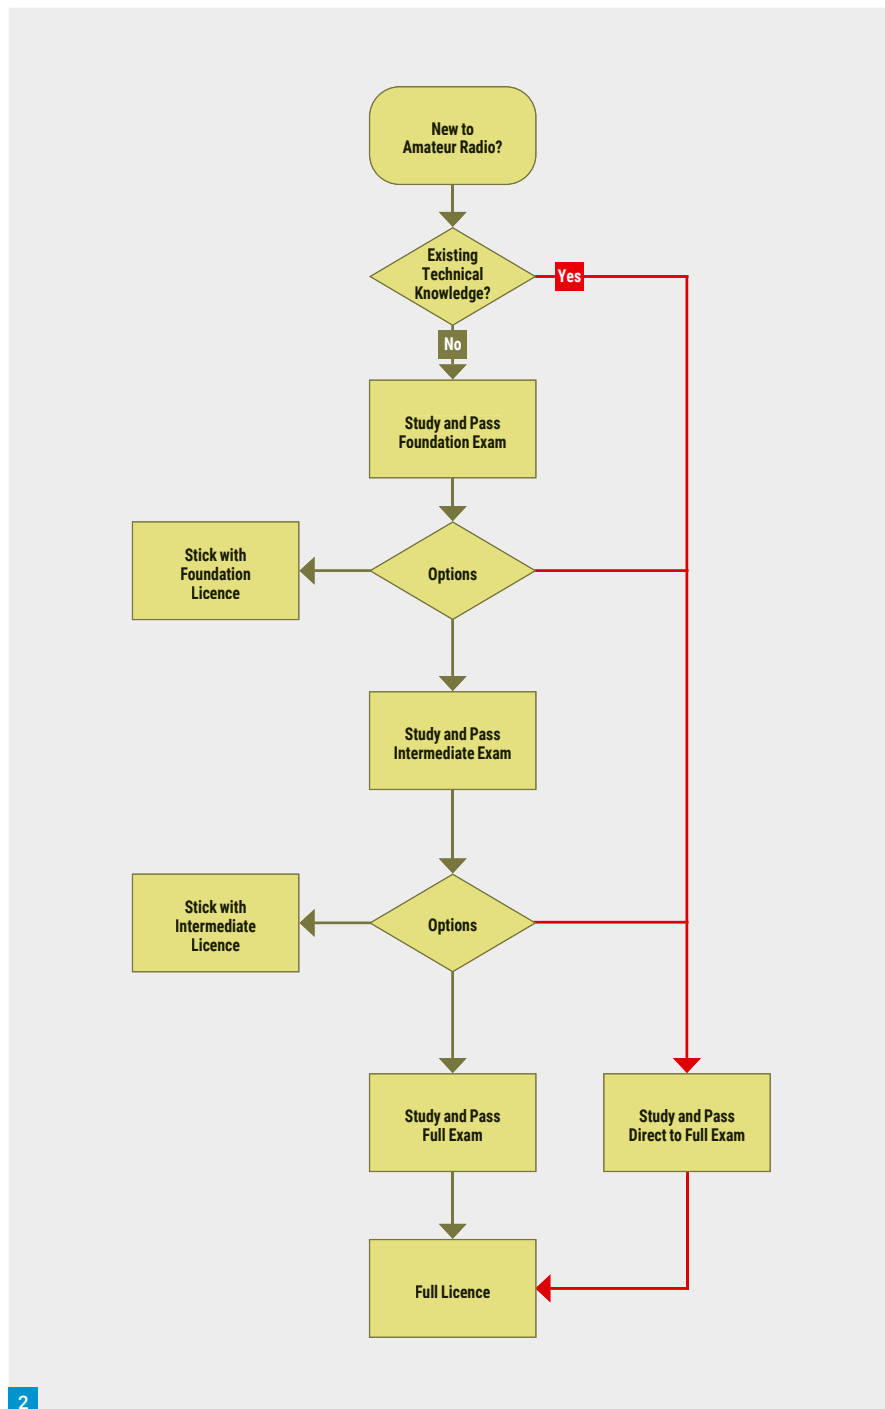 New to
Amateur Radio?
Existing
Technical
Knowledge?
Yes
No
Study and Pass
Foundation Exam
Stick with
Foundation
Licence
Options
Study and Pass
Intermediate Exam
Stick with
Intermediate
Licence
Options
Study and Pass
Full Exam
Study and Pass
Direct to Full Exam
Full Licence
2